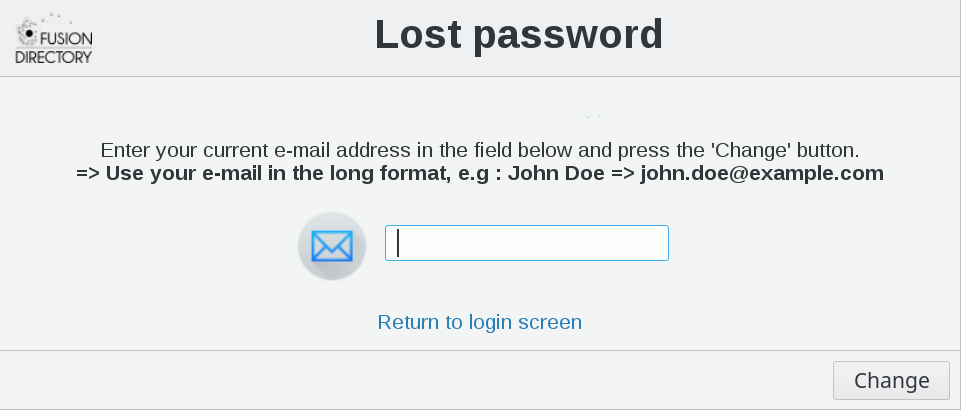 FUSION
DIRECTORY
Lost password
Enter your current e-mail address in the field below and press the 'Change' button.
=> Use your e-mail in the long format, e.g : John Doe => john.doe@example.com
Return to login screen
Change